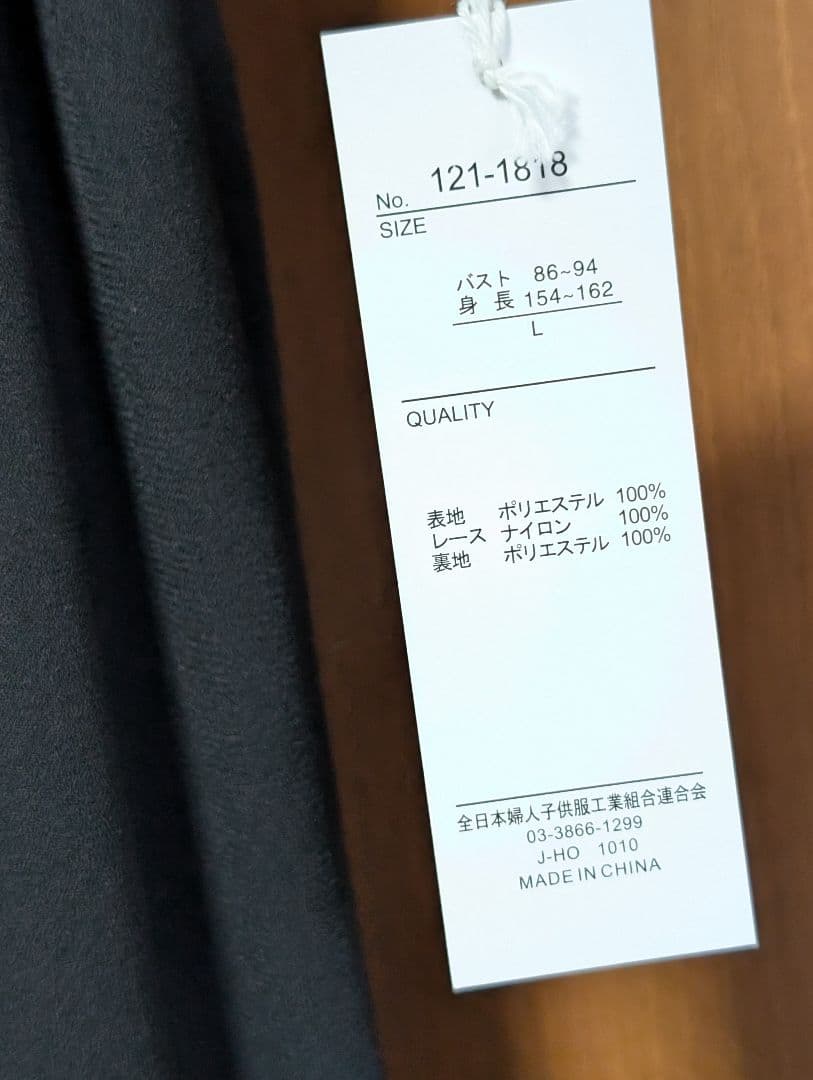 No. 121-1818
SIZE
バスト 86~94
身 長 154~162
L
QUALITY
表地 ポリエステル 100%
レース ナイロン 100%
裏地 ポリエステル 100%
全日本婦人子供服工業組合連合会
03-3866-1299
J-HO 1010
MADE IN CHINA